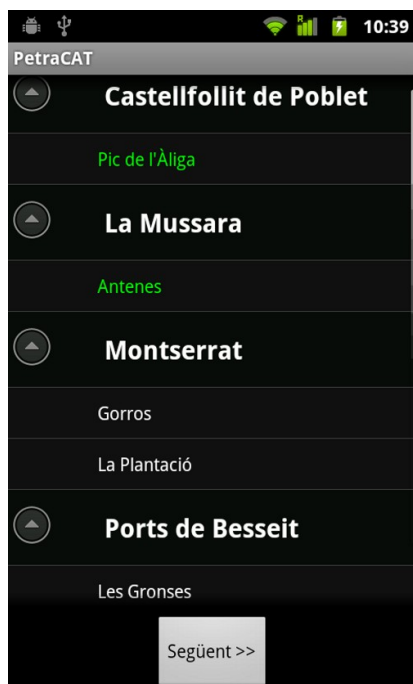 R
10:39
PetraCAT
Castellfollit de Poblet
Pic de l'Àliga
La Mussara
Antenes
Montserrat
Gorros
La Plantació
Ports de Besseit
Les Gronses
Següent >>